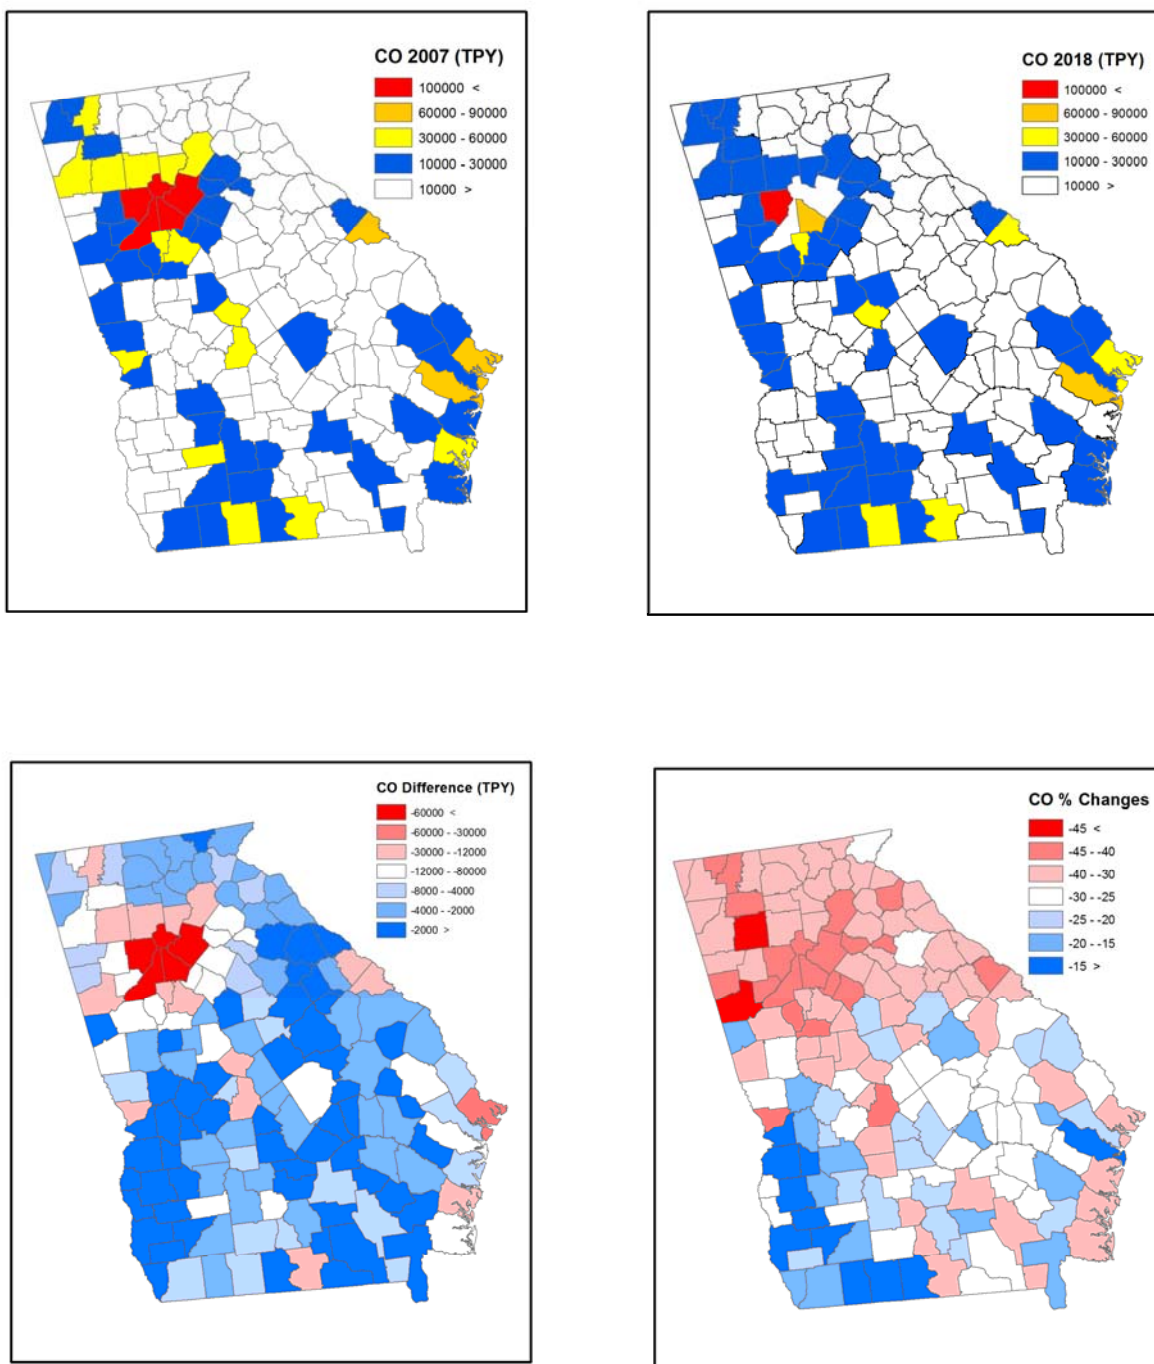 CO 2007 (TPY)
100000 <
60000 - 90000
30000 - 60000
10000 - 30000
10000 >
CO 2018 (TPY)
100000 <
60000 - 90000
30000 - 60000
10000 - 30000
10000 >
CO Difference (TPY)
-60000 <
-60000 - -30000
-30000 - -12000
-12000 - -80000
-8000 - -4000
-4000 - -2000
-2000 >
CO % Changes
-45 <
-45 - -40
-40 - -30
-30 - -25
-25 - -20
-20 - -15
-15 >